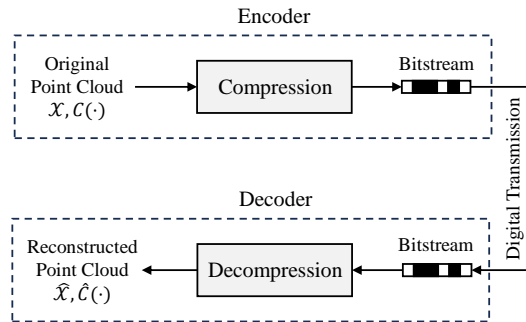 Encoder
Original
Point Cloud
𝒳, C(·)
Compression
Bitstream
Digital Transmission
Decoder
Reconstructed
Point Cloud
𝒳̂, Ĉ(·)
Decompression
Bitstream